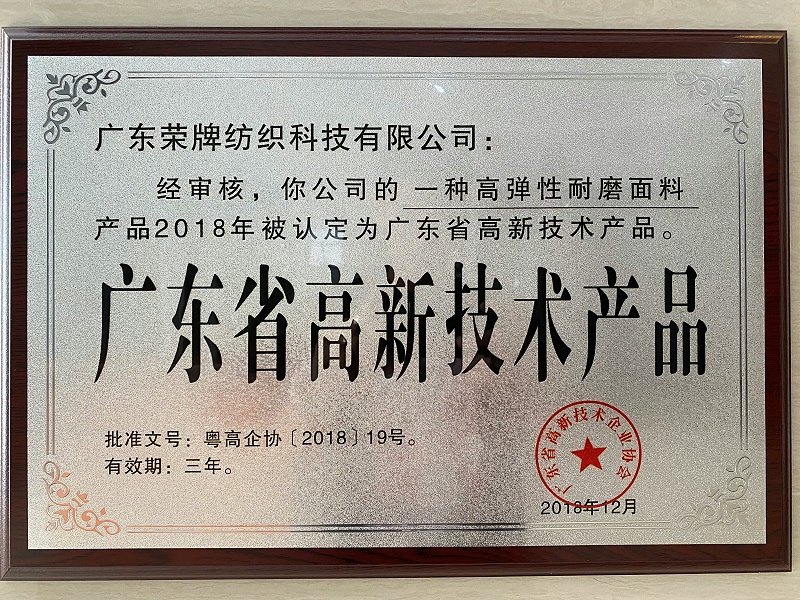 广东荣牌纺织科技有限公司：
经审核，你公司的 一种高弹性耐磨面料
产品2018年被认定为广东省高新技术产品。
广东省高新技术产品
批准文号：粤高企协〔2018〕19号。
有效期：三年。
广东省高新技术企业协会
2018年12月